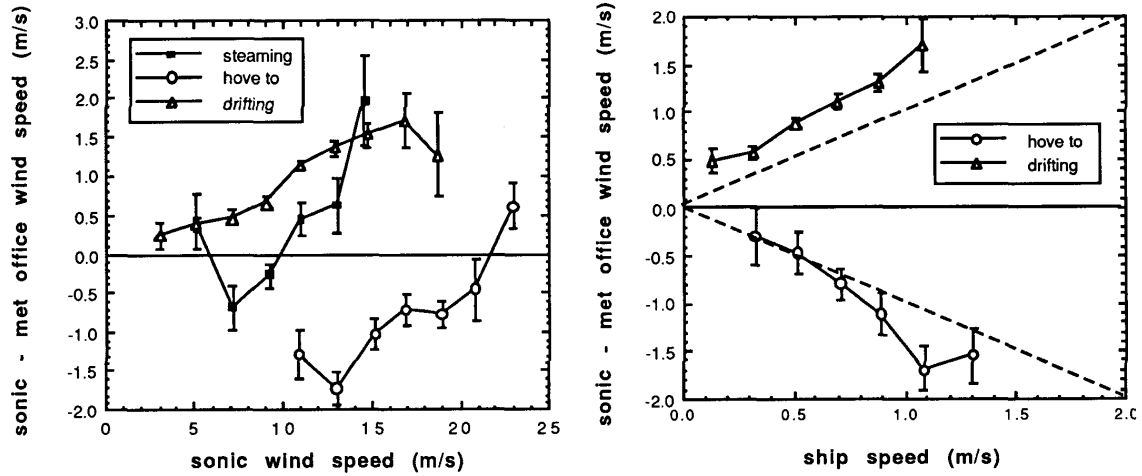 sonic - met office wind speed (m/s)
3.0
2.5
2.0
1.5
1.0
0.5
0.0
-0.5
-1.0
-1.5
-2.0
steaming
hove to
drifting
0 5 10 15 20 25
sonic wind speed (m/s)
sonic - met office wind speed (m/s)
2.0
1.5
1.0
0.5
0.0
-0.5
-1.0
-1.5
-2.0
hove to
drifting
0.0 0.5 1.0 1.5 2.0
ship speed (m/s)